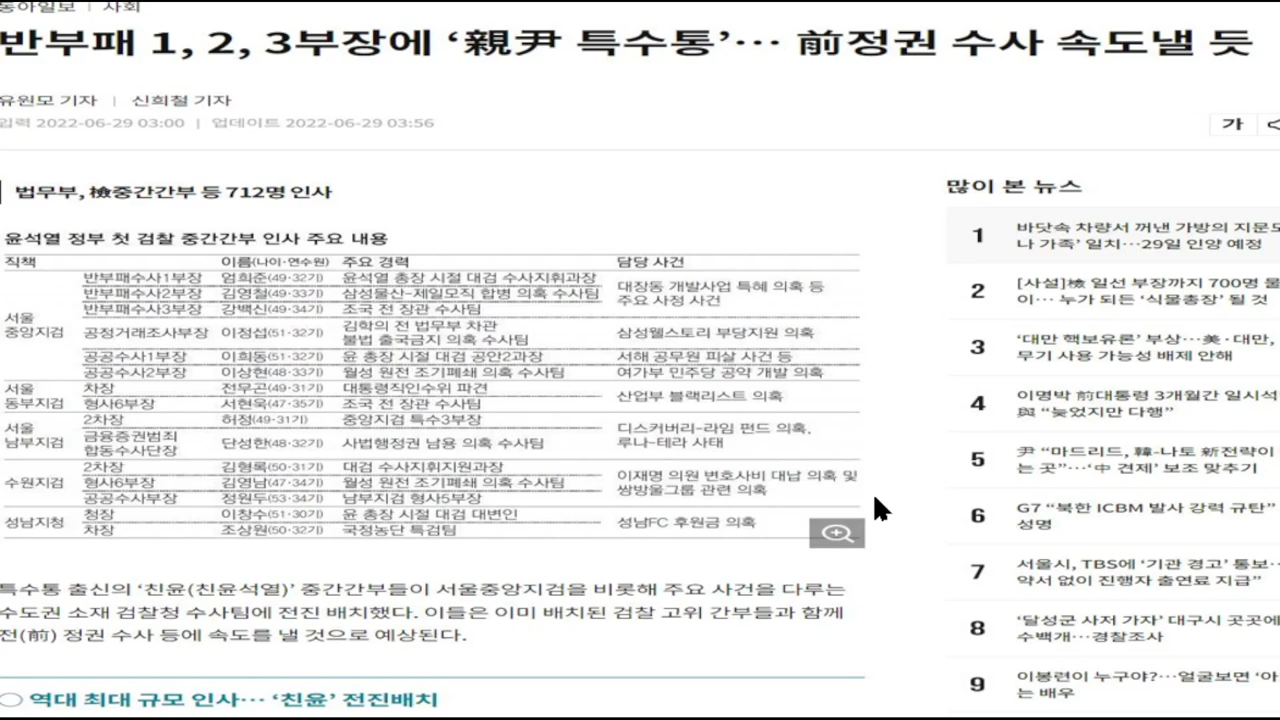 동아일보 | 사회
반부패 1, 2, 3부장에 ‘親尹 특수통’… 前정권 수사 속도낼 듯
유원모 기자 | 신희철 기자
입력 2022-06-29 03:00 | 업데이트 2022-06-29 03:56
가
법무부, 檢중간간부 등 712명 인사
윤석열 정부 첫 검찰 중간간부 인사 주요 내용
직책 이름(나이·연수원) 주요 경력 담당 사건
서울 중앙지검
반부패수사1부장 엄희준(49·32기) 윤석열 총장 시절 대검 수사지휘과장
반부패수사2부장 김영철(49·33기) 삼성물산-제일모직 합병 의혹 수사팀
반부패수사3부장 강백신(49·34기) 조국 전 장관 수사팀
대장동 개발사업 특혜 의혹 등
주요 사정 사건
공정거래조사부장 이정섭(51·32기) 김학의 전 법무부 차관
불법 출국금지 의혹 수사팀
삼성웰스토리 부당지원 의혹
공공수사1부장 이희동(51·32기) 윤 총장 시절 대검 공안2과장 서해 공무원 피살 사건 등
공공수사2부장 이상현(48·33기) 월성 원전 조기폐쇄 의혹 수사팀 여가부 민주당 공약 개발 의혹
서울 동부지검
차장 전무곤(49·31기) 대통령직인수위 파견
형사6부장 서현욱(47·35기) 조국 전 장관 수사팀
산업부 블랙리스트 의혹
서울 남부지검
2차장 허정(49·31기) 중앙지검 특수3부장
금융증권범죄
합동수사단장 단성한(48·32기) 사법행정권 남용 의혹 수사팀
디스커버리-라임 펀드 의혹,
루나-테라 사태
수원지검
2차장 김형록(50·31기) 대검 수사지휘지원과장
형사6부장 김영남(47·34기) 월성 원전 조기폐쇄 의혹 수사팀
공공수사부장 정원두(53·34기) 남부지검 형사5부장
이재명 의원 변호사비 대납 의혹 및
쌍방울그룹 관련 의혹
성남지청
청장 이창수(51·30기) 윤 총장 시절 대검 대변인
차장 조상원(50·32기) 국정농단 특검팀
성남FC 후원금 의혹
특수통 출신의 ‘친윤(친윤석열)’ 중간간부들이 서울중앙지검을 비롯해 주요 사건을 다루는
수도권 소재 검찰청 수사팀에 전진 배치했다. 이들은 이미 배치된 검찰 고위 간부들과 함께
전(前) 정권 수사 등에 속도를 낼 것으로 예상된다.
○ 역대 최대 규모 인사… ‘친윤’ 전진배치
많이 본 뉴스
1 바닷속 차량서 꺼낸 가방의 지문도
나 가족’ 일치…29일 인양 예정
2 [사설]檢 일선 부장까지 700명 물
이… 누가 되든 ‘식물총장’ 될 것
3 ‘대만 핵보유론’ 부상…美·대만,
무기 사용 가능성 배제 안해
4 이명박 前대통령 3개월간 일시석
與 “늦었지만 다행”
5 尹 “마드리드, 韓-나토 新전략이
는 곳”…‘中 견제’ 보조 맞추기
6 G7 “북한 ICBM 발사 강력 규탄”
성명
7 서울시, TBS에 ‘기관 경고’ 통보…
약서 없이 진행자 출연료 지급”
8 ‘달성군 사저 가자’ 대구시 곳곳에
수백개…경찰조사
9 이봉련이 누구야?…얼굴보면 ‘아
는 배우